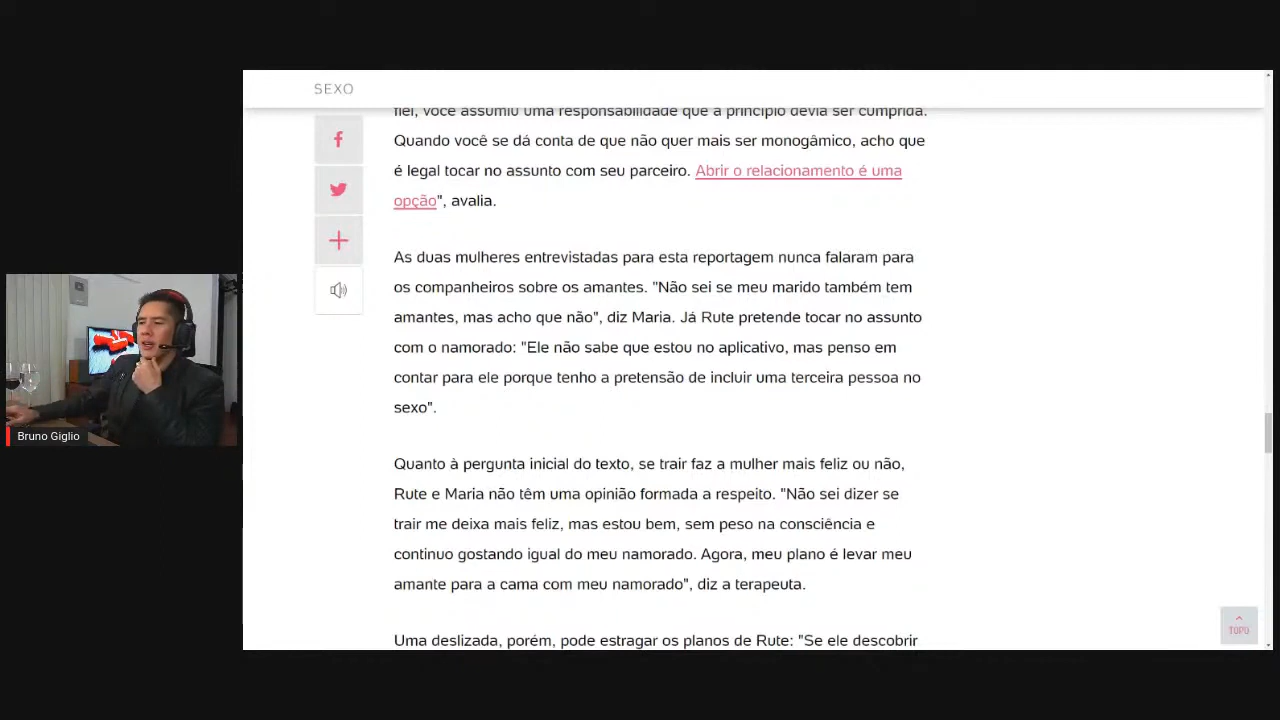 SEXO
fiel, você assumiu uma responsabilidade que a princípio devia ser cumprida.
Quando você se dá conta de que não quer mais ser monogâmico, acho que
é legal tocar no assunto com seu parceiro. Abrir o relacionamento é uma
opção", avalia.
As duas mulheres entrevistadas para esta reportagem nunca falaram para
os companheiros sobre os amantes. "Não sei se meu marido também tem
amantes, mas acho que não", diz Maria. Já Rute pretende tocar no assunto
com o namorado: "Ele não sabe que estou no aplicativo, mas penso em
contar para ele porque tenho a pretensão de incluir uma terceira pessoa no
sexo".
Quanto à pergunta inicial do texto, se trair faz a mulher mais feliz ou não,
Rute e Maria não têm uma opinião formada a respeito. "Não sei dizer se
trair me deixa mais feliz, mas estou bem, sem peso na consciência e
continuo gostando igual do meu namorado. Agora, meu plano é levar meu
amante para a cama com meu namorado", diz a terapeuta.
Uma deslizada, porém, pode estragar os planos de Rute: "Se ele descobrir
TOPO
Bruno Giglio